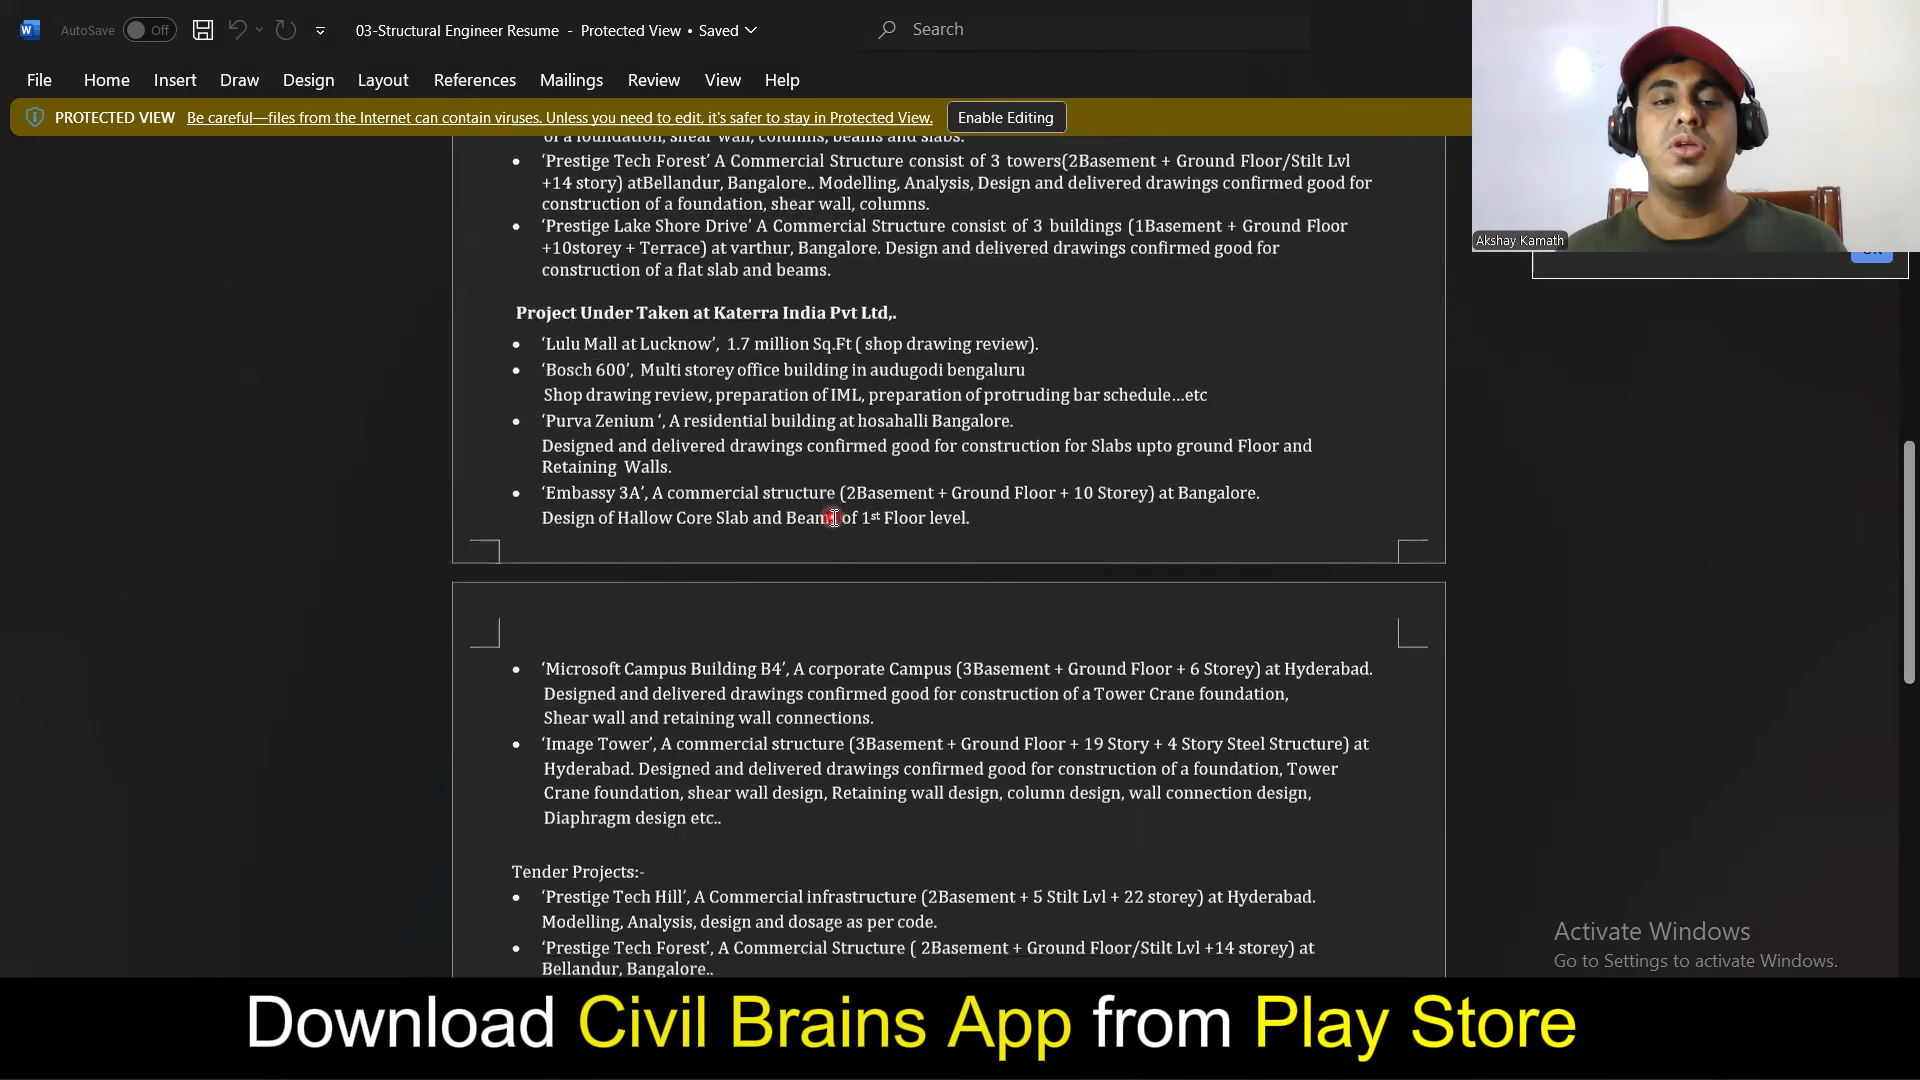 AutoSave Off 03-Structural Engineer Resume - Protected View • Saved Search
File Home Insert Draw Design Layout References Mailings Review View Help
PROTECTED VIEW Be careful—files from the Internet can contain viruses. Unless you need to edit, it's safer to stay in Protected View. Enable Editing
of a foundation, shear wall, columns, beams and slabs.
• ‘Prestige Tech Forest’ A Commercial Structure consist of 3 towers(2Basement + Ground Floor/Stilt Lvl
+14 story) atBellandur, Bangalore.. Modelling, Analysis, Design and delivered drawings confirmed good for
construction of a foundation, shear wall, columns.
• ‘Prestige Lake Shore Drive’ A Commercial Structure consist of 3 buildings (1Basement + Ground Floor
+10storey + Terrace) at varthur, Bangalore. Design and delivered drawings confirmed good for
construction of a flat slab and beams.
Project Under Taken at Katerra India Pvt Ltd,.
• ‘Lulu Mall at Lucknow’, 1.7 million Sq.Ft ( shop drawing review).
• ‘Bosch 600’, Multi storey office building in audugodi bengaluru
Shop drawing review, preparation of IML, preparation of protruding bar schedule...etc
• ‘Purva Zenium ‘, A residential building at hosahalli Bangalore.
Designed and delivered drawings confirmed good for construction for Slabs upto ground Floor and
Retaining Walls.
• ‘Embassy 3A’, A commercial structure (2Basement + Ground Floor + 10 Storey) at Bangalore.
Design of Hallow Core Slab and Beams of 1st Floor level.
• ‘Microsoft Campus Building B4’, A corporate Campus (3Basement + Ground Floor + 6 Storey) at Hyderabad.
Designed and delivered drawings confirmed good for construction of a Tower Crane foundation,
Shear wall and retaining wall connections.
• ‘Image Tower’, A commercial structure (3Basement + Ground Floor + 19 Story + 4 Story Steel Structure) at
Hyderabad. Designed and delivered drawings confirmed good for construction of a foundation, Tower
Crane foundation, shear wall design, Retaining wall design, column design, wall connection design,
Diaphragm design etc..
Tender Projects:-
• ‘Prestige Tech Hill’, A Commercial infrastructure (2Basement + 5 Stilt Lvl + 22 storey) at Hyderabad.
Modelling, Analysis, design and dosage as per code.
• ‘Prestige Tech Forest’, A Commercial Structure ( 2Basement + Ground Floor/Stilt Lvl +14 storey) at
Bellandur, Bangalore..
Akshay Kamath
Activate Windows
Go to Settings to activate Windows.
Download Civil Brains App from Play Store